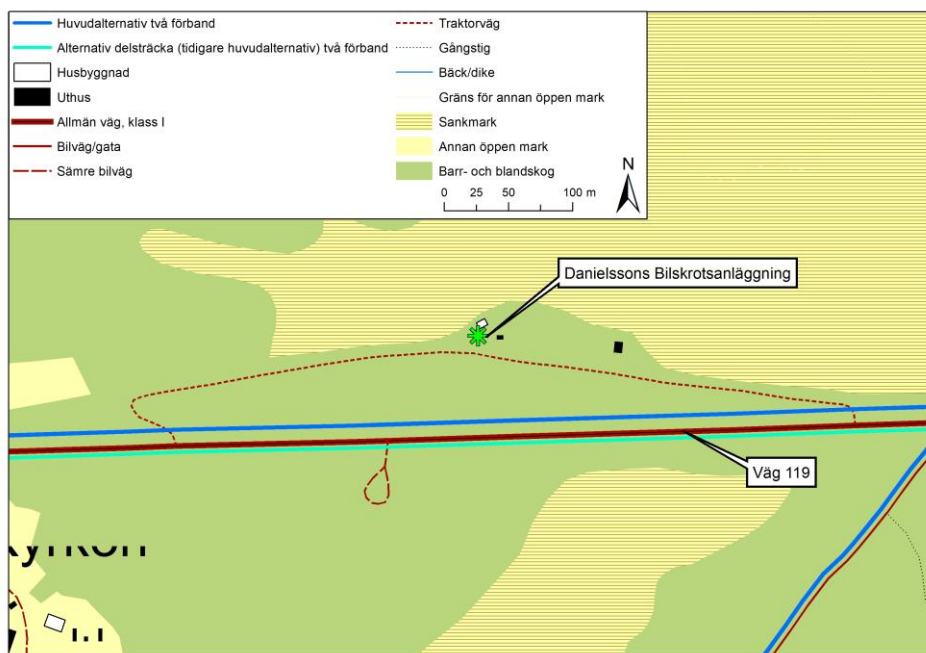 Huvudalternativ två förband
Alternativ delsträcka (tidigare huvudalternativ) två förband
Husbyggnad
Uthus
Allmän väg, klass I
Bilväg/gata
Sämre bilväg
Traktorväg
Gångstig
Bäck/dike
Gräns för annan öppen mark
Sankmark
Annan öppen mark
Barr- och blandskog
0 25 50 100 m
N
Danielssons Bilskrotsanläggning
Väg 119